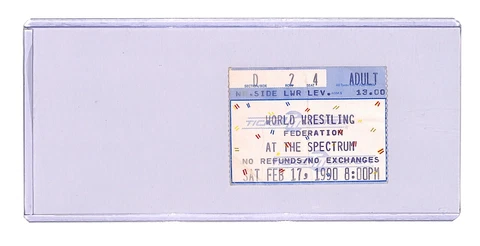 D 2 4 ADULT
SIDE LWR LEV. 13.00
WORLD WRESTLING
FEDERATION
AT THE SPECTRUM
NO REFUNDS/NO EXCHANGES
SAT FEB 17, 1990 8:00PM